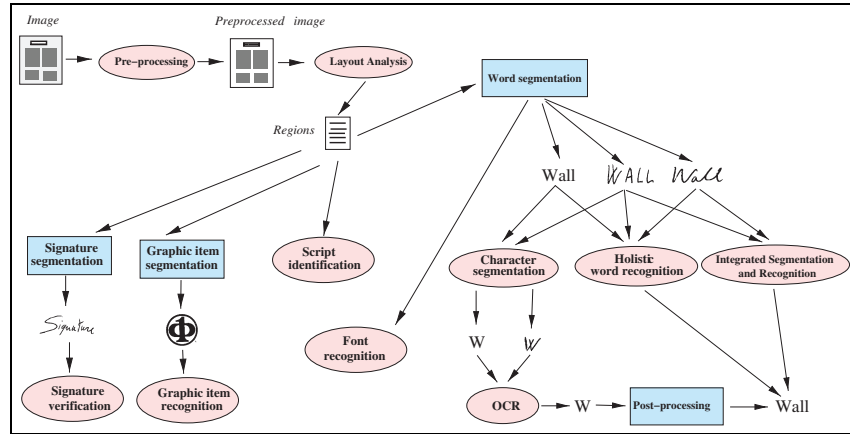 Image
Preprocessed image
Pre-processing
Layout Analysis
Word segmentation
Regions
Wall
WALL
Wall
Signature
segmentation
Graphic item
segmentation
Script
identification
Character
segmentation
Holistic
word recognition
Integrated Segmentation
and Recognition
Signature
Φ
Font
recognition
W
W
Signature
verification
Graphic item
recognition
OCR
W
Post-processing
Wall